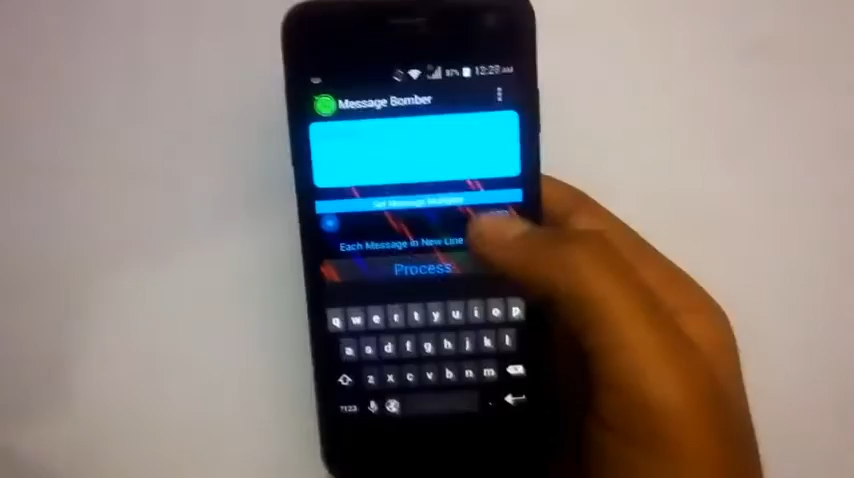 12:28 AM
Message Bomber
Set Message Multiplier
Each Message in New Line
Process
q w e r t y u i o p
a s d f g h j k l
z x c v b n m
?123 .